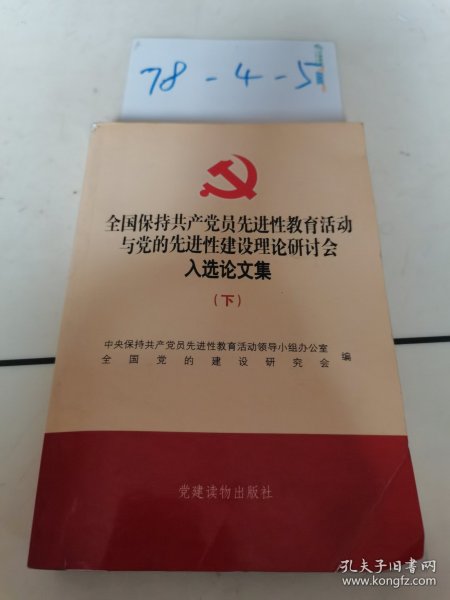 78-4-5
全国保持共产党员先进性教育活动
与党的先进性建设理论研讨会
入选论文集
（下）
中央保持共产党员先进性教育活动领导小组办公室
全国党的建设研究会
编
党建读物出版社
孔夫子旧书网
www.kongfz.com